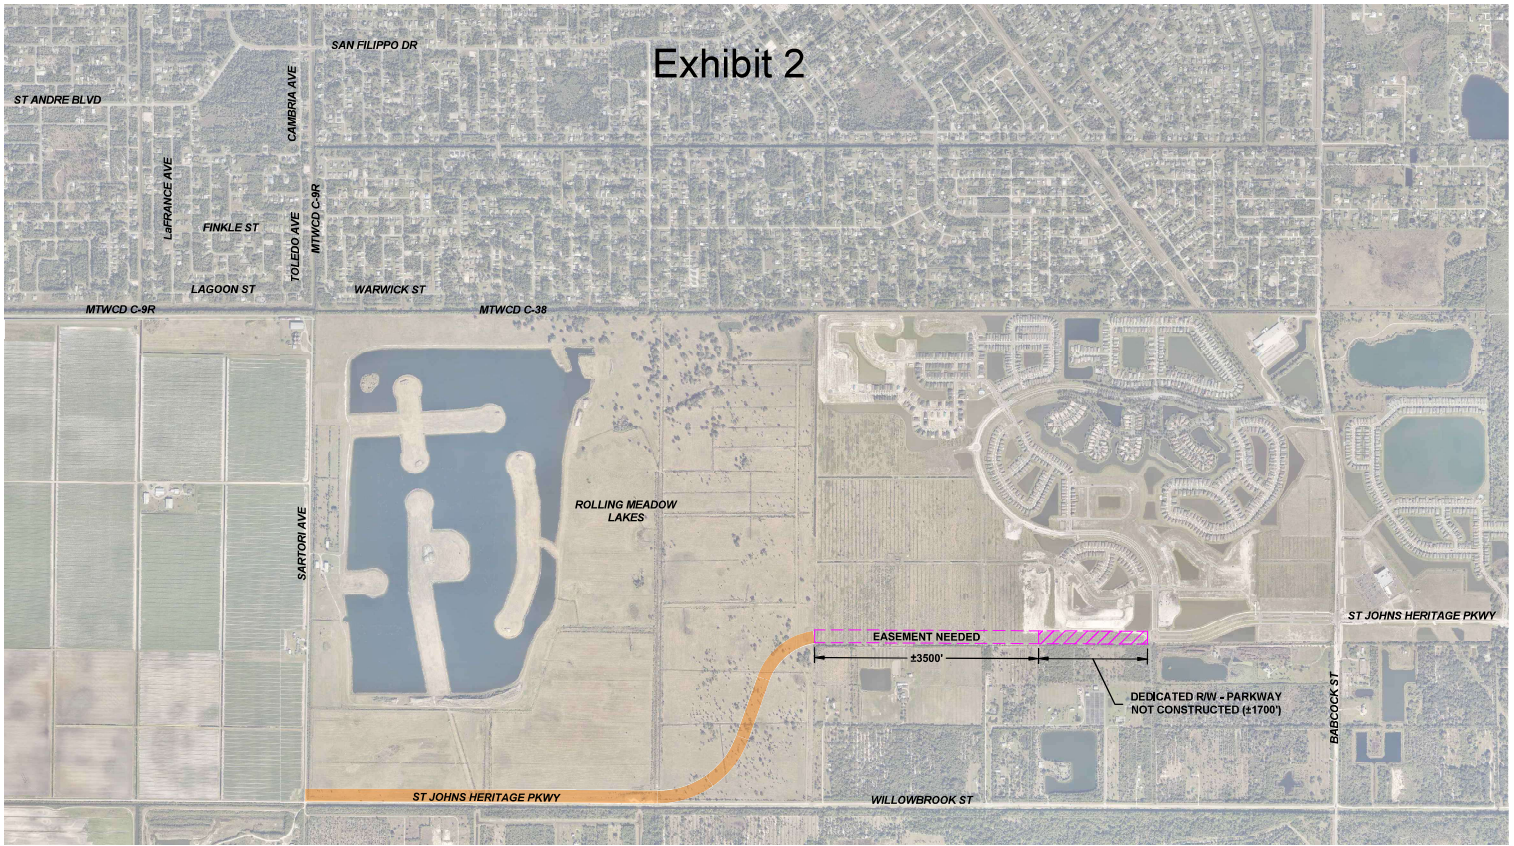 Exhibit 2
SAN FILIPPO DR
ST ANDRE BLVD
CAMBRIA AVE
LaFRANCE AVE
FINKLE ST
TOLEDO AVE
MTWCD C-9R
LAGOON ST
WARWICK ST
MTWCD C-9R
MTWCD C-38
SARTORI AVE
ROLLING MEADOW
LAKES
ST JOHNS HERITAGE PKWY
EASEMENT NEEDED
±3500'
DEDICATED R/W - PARKWAY
NOT CONSTRUCTED (±1700')
BABCOCK ST
ST JOHNS HERITAGE PKWY
WILLOWBROOK ST